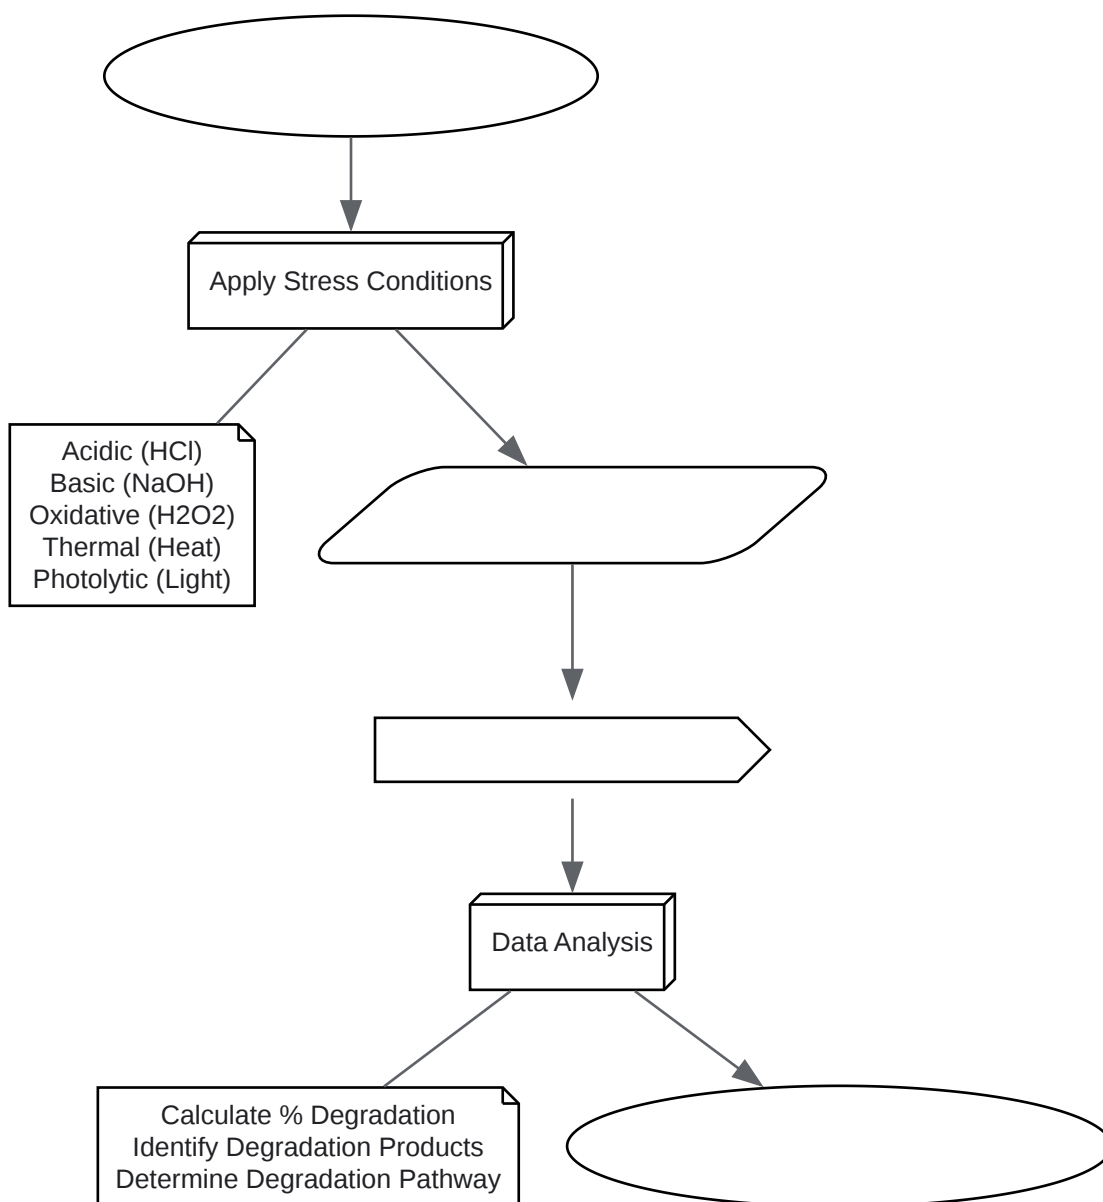 Apply Stress Conditions
Acidic (HCl)
Basic (NaOH)
Oxidative (H2O2)
Thermal (Heat)
Photolytic (Light)
Data Analysis
Calculate % Degradation
Identify Degradation Products
Determine Degradation Pathway